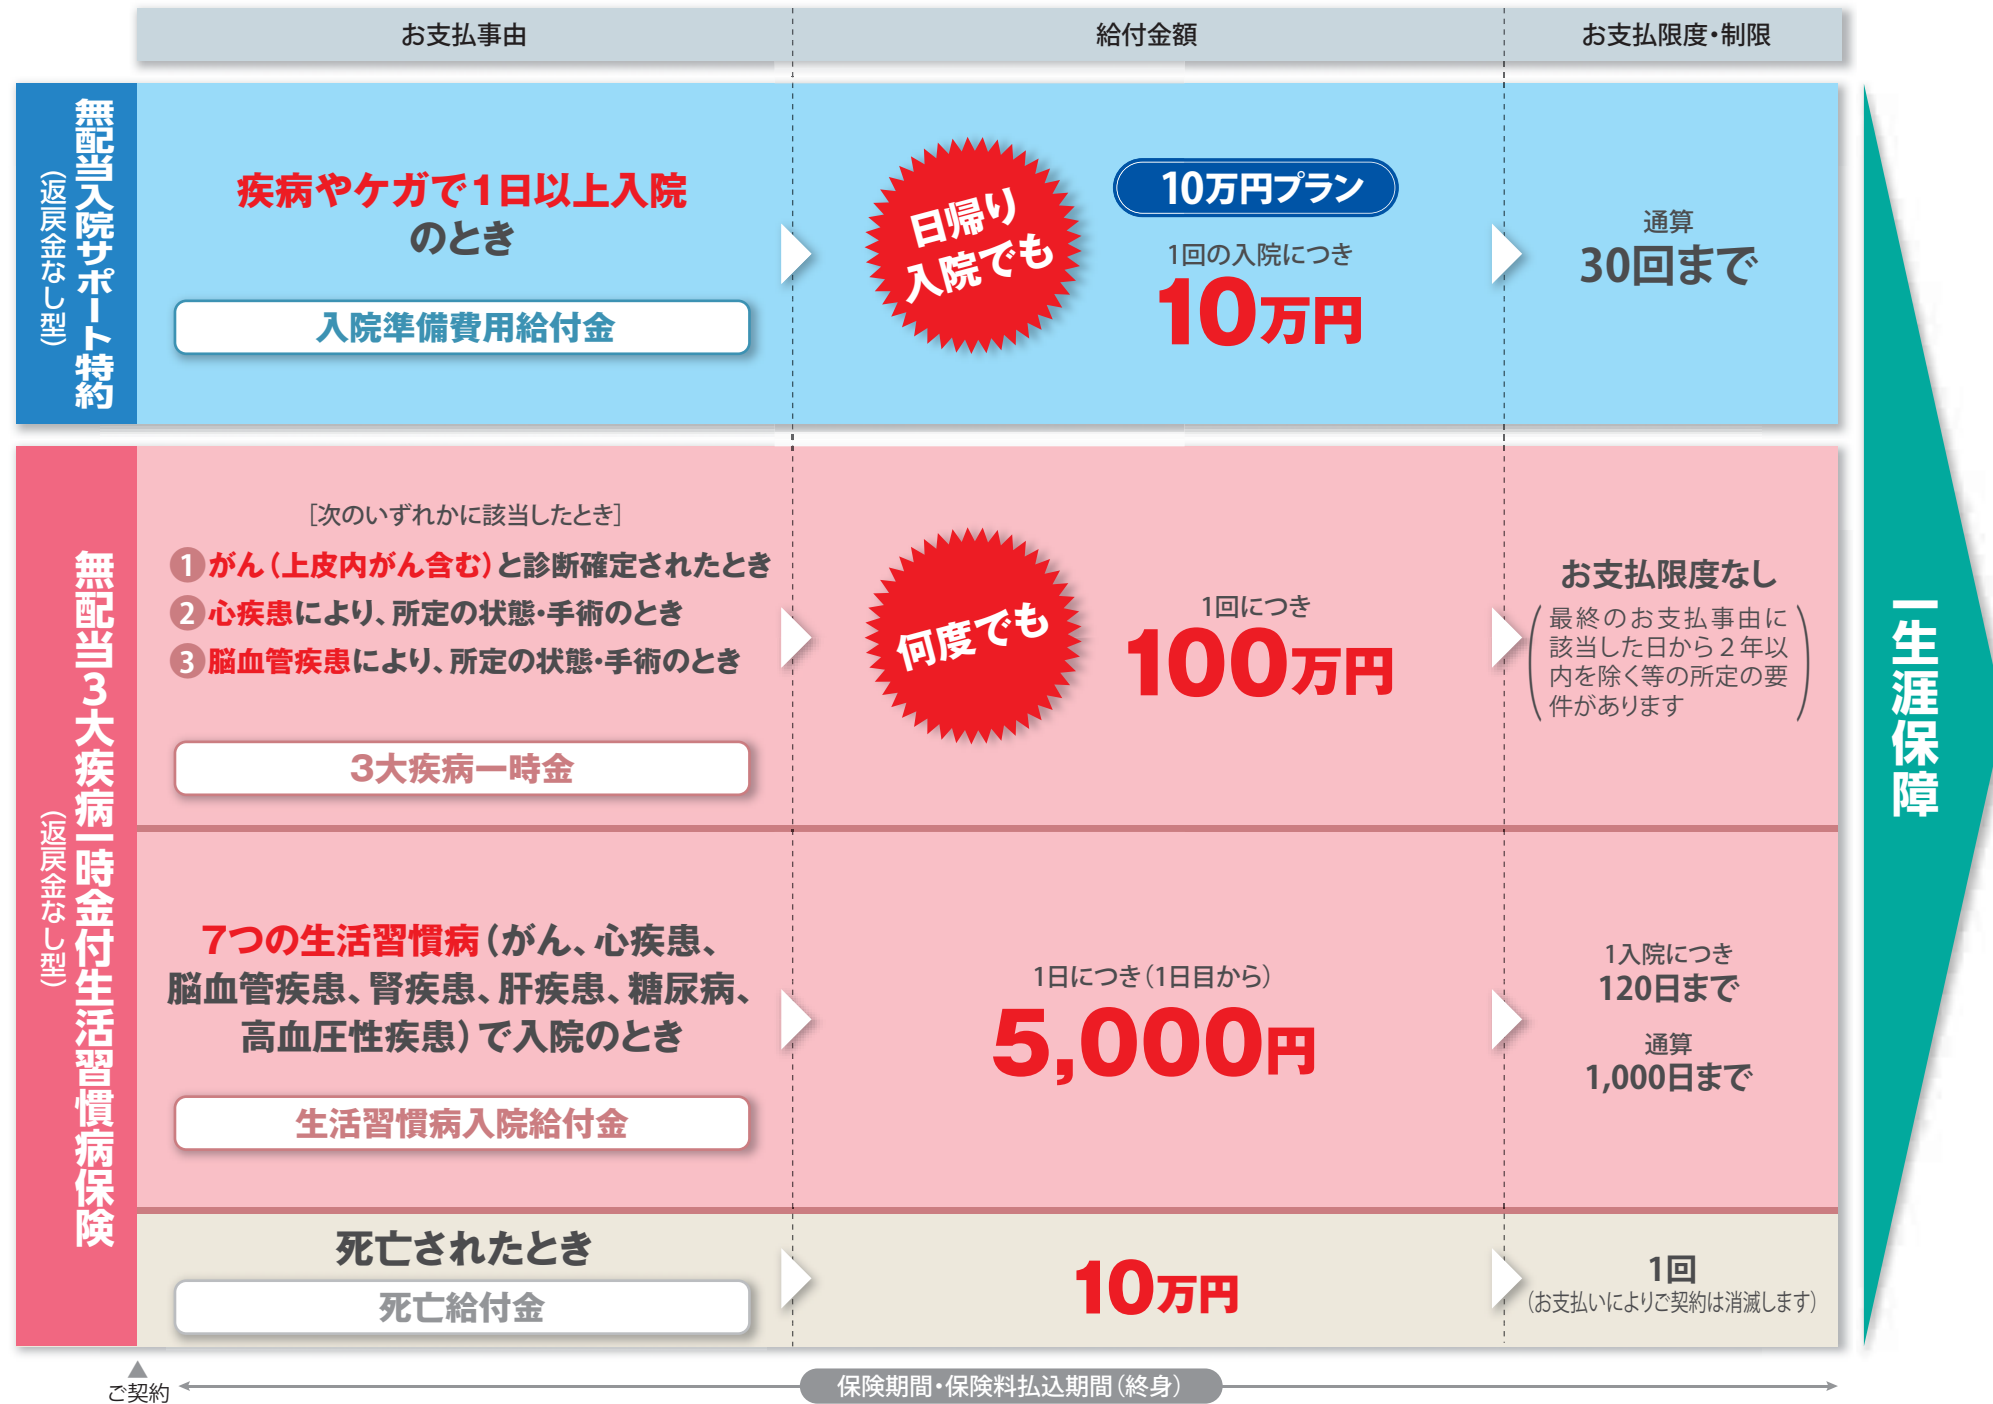 お支払事由
給付金額
お支払限度・制限
無配当入院サポート特約
（返戻金なし型）
疾病やケガで1日以上入院
のとき
入院準備費用給付金
日帰り
入院でも
10万円プラン
1回の入院につき
10万円
通算
30回まで
無配当3大疾病一時金付生活習慣病保険
（返戻金なし型）
［次のいずれかに該当したとき］
1 がん（上皮内がん含む）と診断確定されたとき
2 心疾患により、所定の状態・手術のとき
3 脳血管疾患により、所定の状態・手術のとき
3大疾病一時金
何度でも
1回につき
100万円
お支払限度なし
（最終のお支払事由に
該当した日から２年以
内を除く等の所定の要
件があります）
7つの生活習慣病（がん、心疾患、
脳血管疾患、腎疾患、肝疾患、糖尿病、
高血圧性疾患）で入院のとき
生活習慣病入院給付金
1日につき（1日目から）
5,000円
1入院につき
120日まで
通算
1,000日まで
死亡されたとき
死亡給付金
10万円
1回
（お支払いによりご契約は消滅します）
一生涯保障
ご契約
保険期間・保険料払込期間（終身）